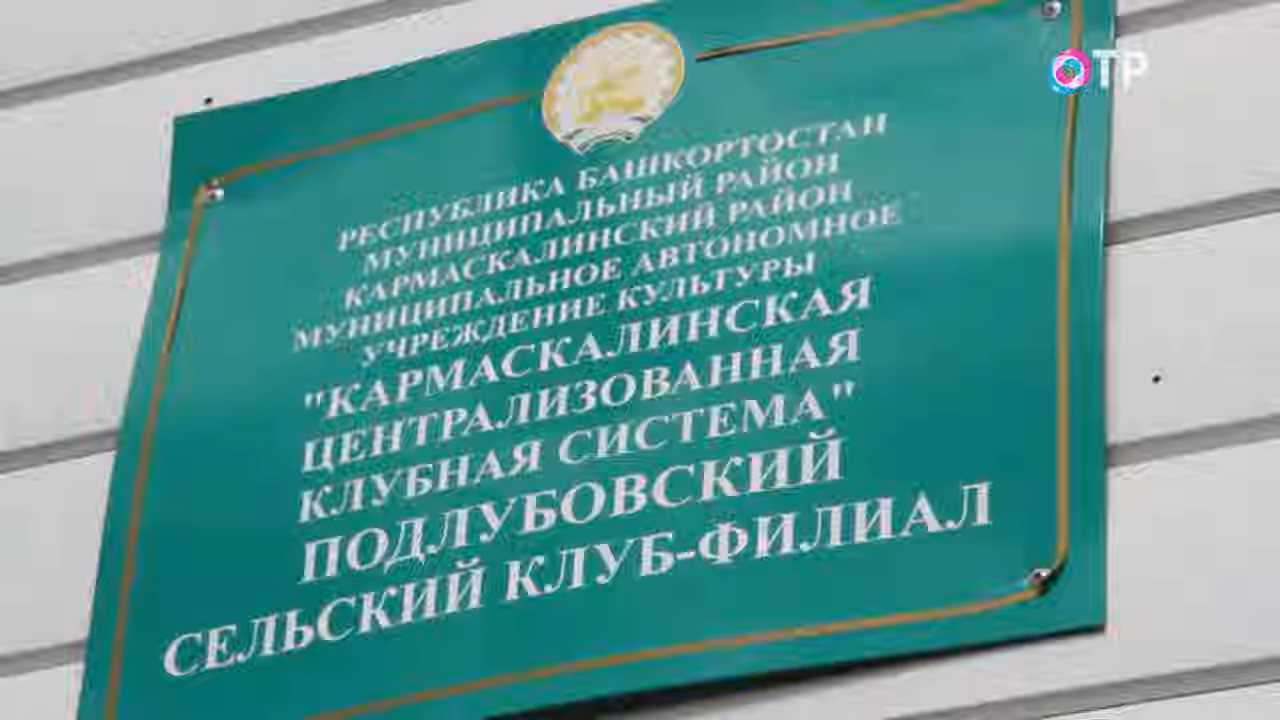 ОТР
РЕСПУБЛИКА БАШКОРТОСТАН
МУНИЦИПАЛЬНЫЙ РАЙОН
КАРМАСКАЛИНСКИЙ РАЙОН
МУНИЦИПАЛЬНОЕ АВТОНОМНОЕ
УЧРЕЖДЕНИЕ КУЛЬТУРЫ
"КАРМАСКАЛИНСКАЯ
ЦЕНТРАЛИЗОВАННАЯ
КЛУБНАЯ СИСТЕМА"
ПОДЛУБОВСКИЙ
СЕЛЬСКИЙ КЛУБ-ФИЛИАЛ